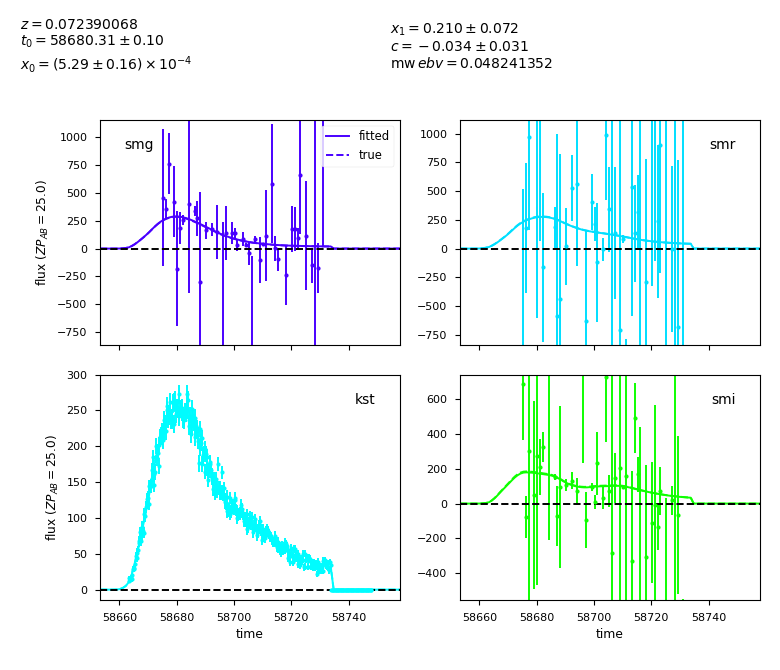 z = 0.072390068
t₀ = 58680.31 ± 0.10
x₀ = (5.29 ± 0.16) × 10⁻⁴
x₁ = 0.210 ± 0.072
c = −0.034 ± 0.031
mw ebv = 0.048241352
smg
fitted
true
1000
750
500
250
0
−250
−500
−750
flux (ZP_AB = 25.0)
smr
1000
750
500
250
0
−250
−500
−750
kst
300
250
200
150
100
50
0
flux (ZP_AB = 25.0)
58660 58680 58700 58720 58740
time
smi
600
400
200
0
−200
−400
58660 58680 58700 58720 58740
time